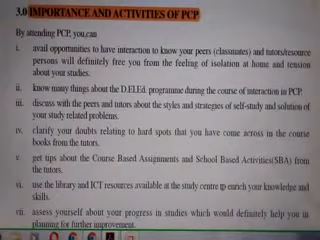 3.0 IMPORTANCE AND ACTIVITIES OF PCP
By attending PCP, you,can
i. avail opportunities to have interaction to know your peers (classmates) and tutors/resource
persons will definitely free you from the feeling of isolation at home and tension
about your studies.
ii. know many things about the D.El.Ed. programme during the course of interaction in PCP.
iii. discuss with the peers and tutors about the styles and strategies of self-study and solution of
your study related problems.
iv. clarify your doubts relating to hard spots that you have come across in the course
books from the tutors.
v. get tips about the Course Based Assignments and School Based Activities(SBA) from
the tutors.
vi. use the library and ICT resources available at the study centre to enrich your knowledge and
skills.
vii. assess yourself about your progress in studies which would definitely help you in
planning for further improvement.